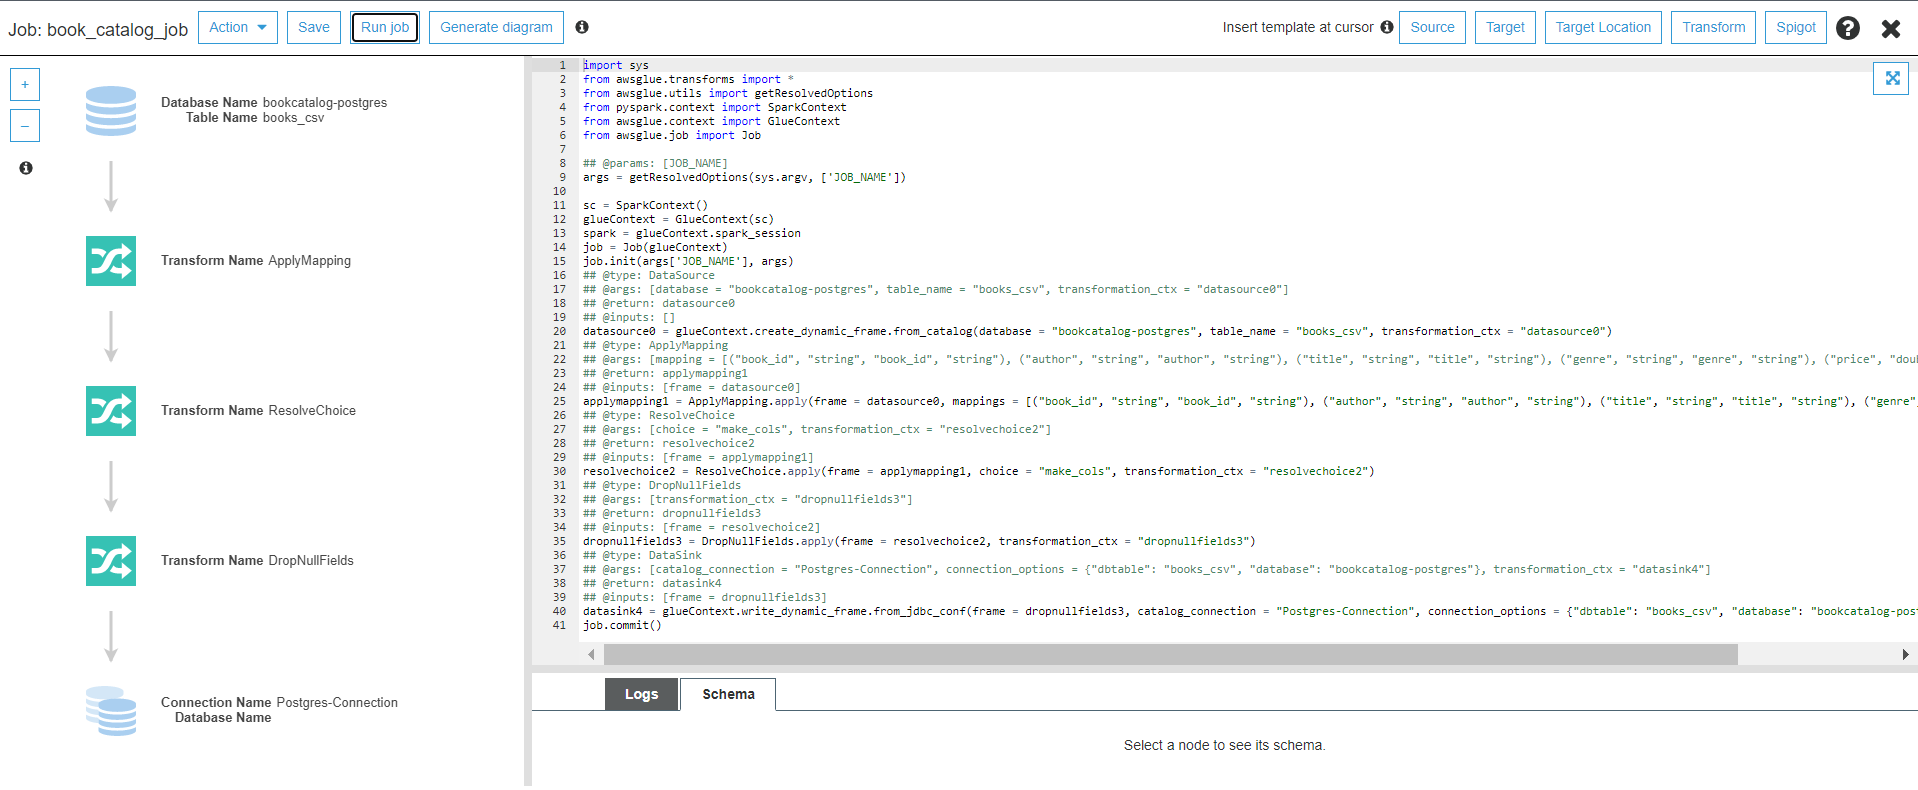 Job: book_catalog_job Action Save Run job Generate diagram Insert template at cursor Source Target Target Location Transform Spigot
Database Name bookcatalog-postgres
Table Name books_csv
Transform Name ApplyMapping
Transform Name ResolveChoice
Transform Name DropNullFields
Connection Name Postgres-Connection
Database Name
1 import sys
2 from awsglue.transforms import *
3 from awsglue.utils import getResolvedOptions
4 from pyspark.context import SparkContext
5 from awsglue.context import GlueContext
6 from awsglue.job import Job
7
8 ## @params: [JOB_NAME]
9 args = getResolvedOptions(sys.argv, ['JOB_NAME'])
10
11 sc = SparkContext()
12 glueContext = GlueContext(sc)
13 spark = glueContext.spark_session
14 job = Job(glueContext)
15 job.init(args['JOB_NAME'], args)
16 ## @type: DataSource
17 ## @args: [database = "bookcatalog-postgres", table_name = "books_csv", transformation_ctx = "datasource0"]
18 ## @return: datasource0
19 ## @inputs: []
20 datasource0 = glueContext.create_dynamic_frame.from_catalog(database = "bookcatalog-postgres", table_name = "books_csv", transformation_ctx = "datasource0")
21 ## @type: ApplyMapping
22 ## @args: [mapping = [("book_id", "string", "book_id", "string"), ("author", "string", "author", "string"), ("title", "string", "title", "string"), ("genre", "string", "genre", "string"), ("price", "dou
23 ## @return: applymapping1
24 ## @inputs: [frame = datasource0]
25 applymapping1 = ApplyMapping.apply(frame = datasource0, mappings = [("book_id", "string", "book_id", "string"), ("author", "string", "author", "string"), ("title", "string", "title", "string"), ("genre",
26 ## @type: ResolveChoice
27 ## @args: [choice = "make_cols", transformation_ctx = "resolvechoice2"]
28 ## @return: resolvechoice2
29 ## @inputs: [frame = applymapping1]
30 resolvechoice2 = ResolveChoice.apply(frame = applymapping1, choice = "make_cols", transformation_ctx = "resolvechoice2")
31 ## @type: DropNullFields
32 ## @args: [transformation_ctx = "dropnullfields3"]
33 ## @return: dropnullfields3
34 ## @inputs: [frame = resolvechoice2]
35 dropnullfields3 = DropNullFields.apply(frame = resolvechoice2, transformation_ctx = "dropnullfields3")
36 ## @type: DataSink
37 ## @args: [catalog_connection = "Postgres-Connection", connection_options = {"dbtable": "books_csv", "database": "bookcatalog-postgres"}, transformation_ctx = "datasink4"]
38 ## @return: datasink4
39 ## @inputs: [frame = dropnullfields3]
40 datasink4 = glueContext.write_dynamic_frame.from_jdbc_conf(frame = dropnullfields3, catalog_connection = "Postgres-Connection", connection_options = {"dbtable": "books_csv", "database": "bookcatalog-pos
41 job.commit()
Logs Schema
Select a node to see its schema.